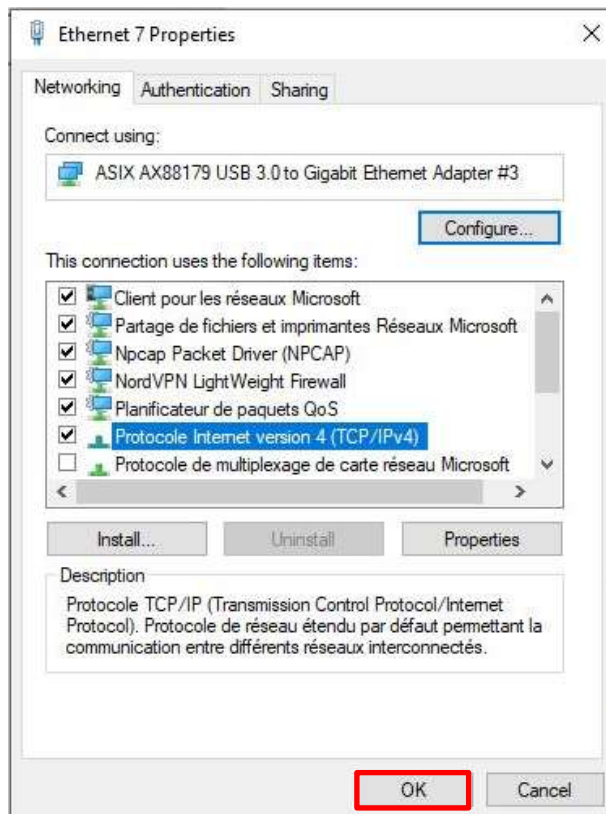 Ethernet 7 Properties
Networking Authentication Sharing
Connect using:
ASIX AX88179 USB 3.0 to Gigabit Ethernet Adapter #3
Configure...
This connection uses the following items:
Client pour les réseaux Microsoft
Partage de fichiers et imprimantes Réseaux Microsoft
Npcap Packet Driver (NPCAP)
NordVPN LightWeight Firewall
Planificateur de paquets QoS
Protocole Internet version 4 (TCP/IPv4)
Protocole de multiplexage de carte réseau Microsoft
Install... Uninstall Properties
Description
Protocole TCP/IP (Transmission Control Protocol/Internet
Protocol). Protocole de réseau étendu par défaut permettant la
communication entre différents réseaux interconnectés.
OK Cancel